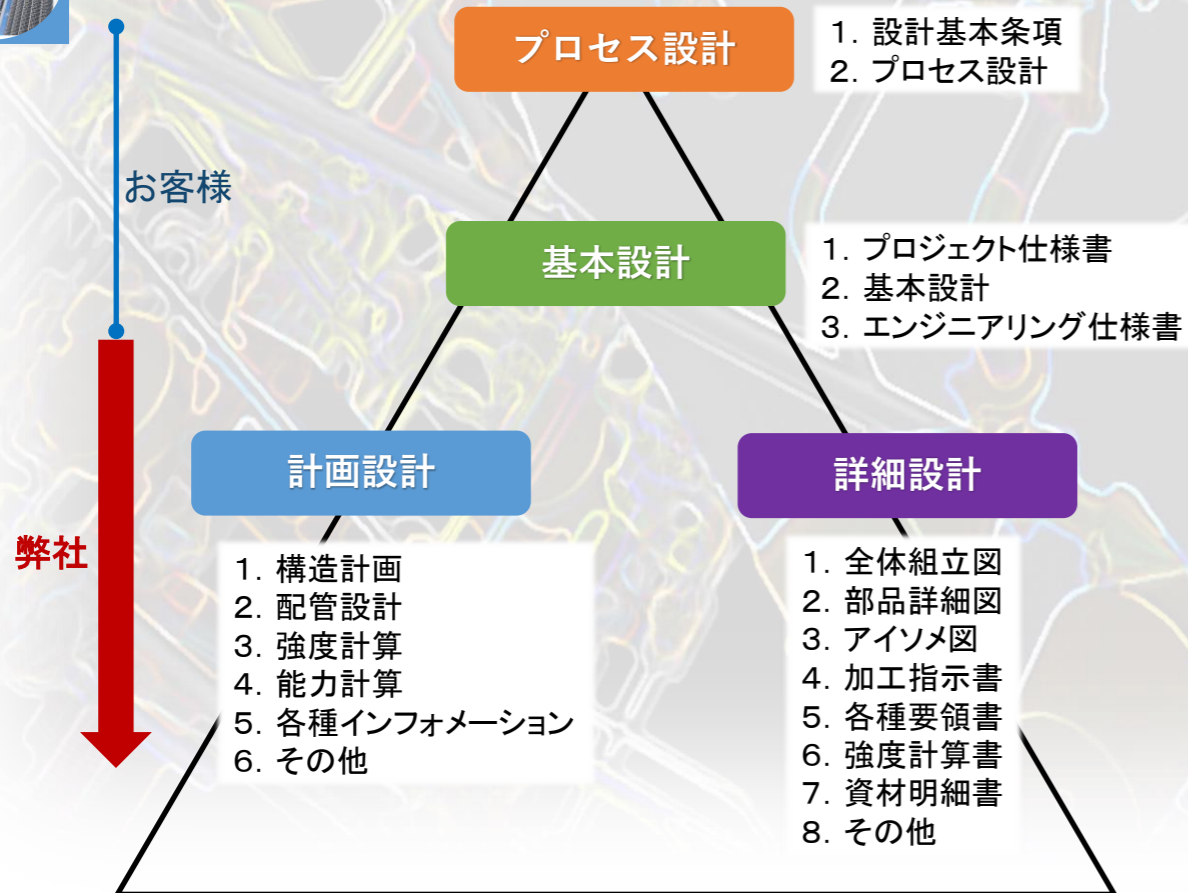 プロセス設計
1. 設計基本条項
2. プロセス設計
お客様
基本設計
1. プロジェクト仕様書
2. 基本設計
3. エンジニアリング仕様書
計画設計
詳細設計
弊社
1. 構造計画
2. 配管設計
3. 強度計算
4. 能力計算
5. 各種インフォメーション
6. その他
1. 全体組立図
2. 部品詳細図
3. アイソメ図
4. 加工指示書
5. 各種要領書
6. 強度計算書
7. 資材明細書
8. その他